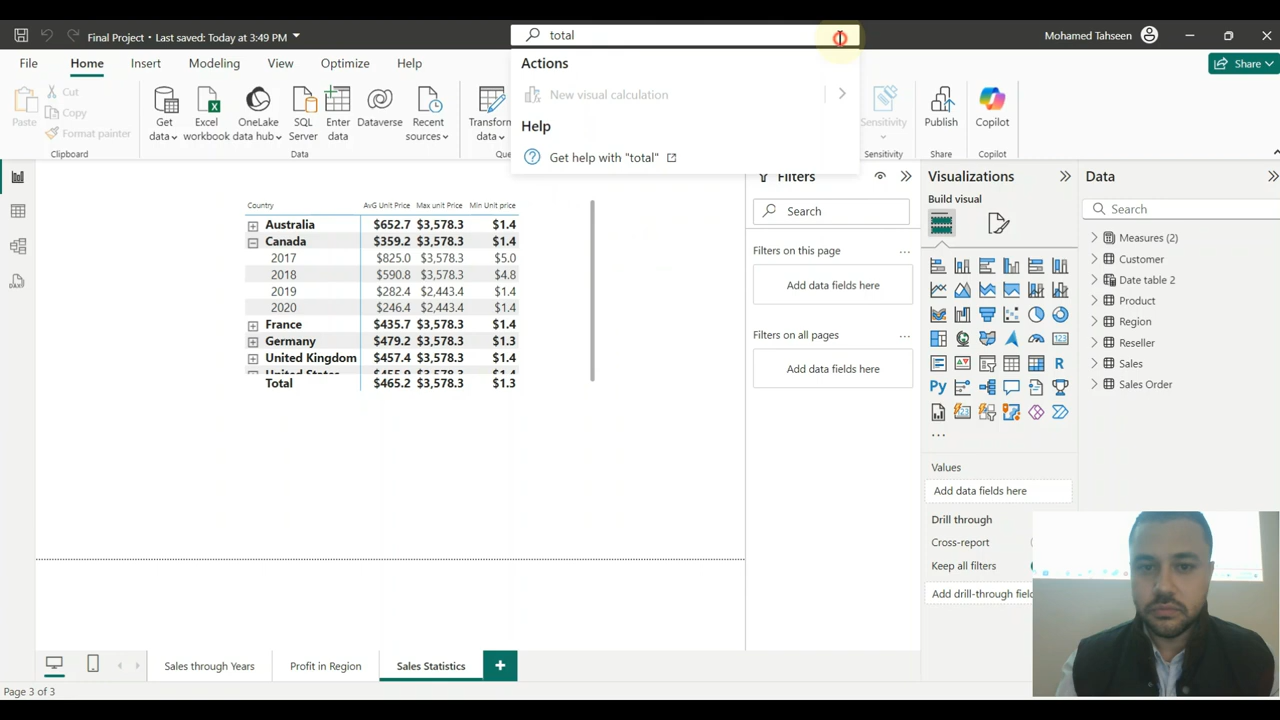 Final Project • Last saved: Today at 3:49 PM
total
Mohamed Tahseen
File
Home
Insert
Modeling
View
Optimize
Help
Share
Actions
New visual calculation
Help
Get help with "total"
Paste
Cut
Copy
Format painter
Clipboard
Get data
Excel workbook
OneLake data hub
SQL Server
Enter data
Dataverse
Recent sources
Data
Transform data
Sensitivity
Sensitivity
Publish
Share
Copilot
Copilot
Country AvG Unit Price Max unit Price Min Unit price
Australia $652.7 $3,578.3 $1.4
Canada $359.2 $3,578.3 $1.4
2017 $825.0 $3,578.3 $5.0
2018 $590.8 $3,578.3 $4.8
2019 $282.4 $2,443.4 $1.4
2020 $246.4 $2,443.4 $1.4
France $435.7 $3,578.3 $1.4
Germany $479.2 $3,578.3 $1.3
United Kingdom $457.4 $3,578.3 $1.4
Total $465.2 $3,578.3 $1.3
Filters
Search
Filters on this page
Add data fields here
Filters on all pages
Add data fields here
Visualizations
Build visual
Values
Add data fields here
Drill through
Cross-report
Keep all filters
Add drill-through
Data
Search
Measures (2)
Customer
Date table 2
Product
Region
Reseller
Sales
Sales Order
Sales through Years
Profit in Region
Sales Statistics
Page 3 of 3